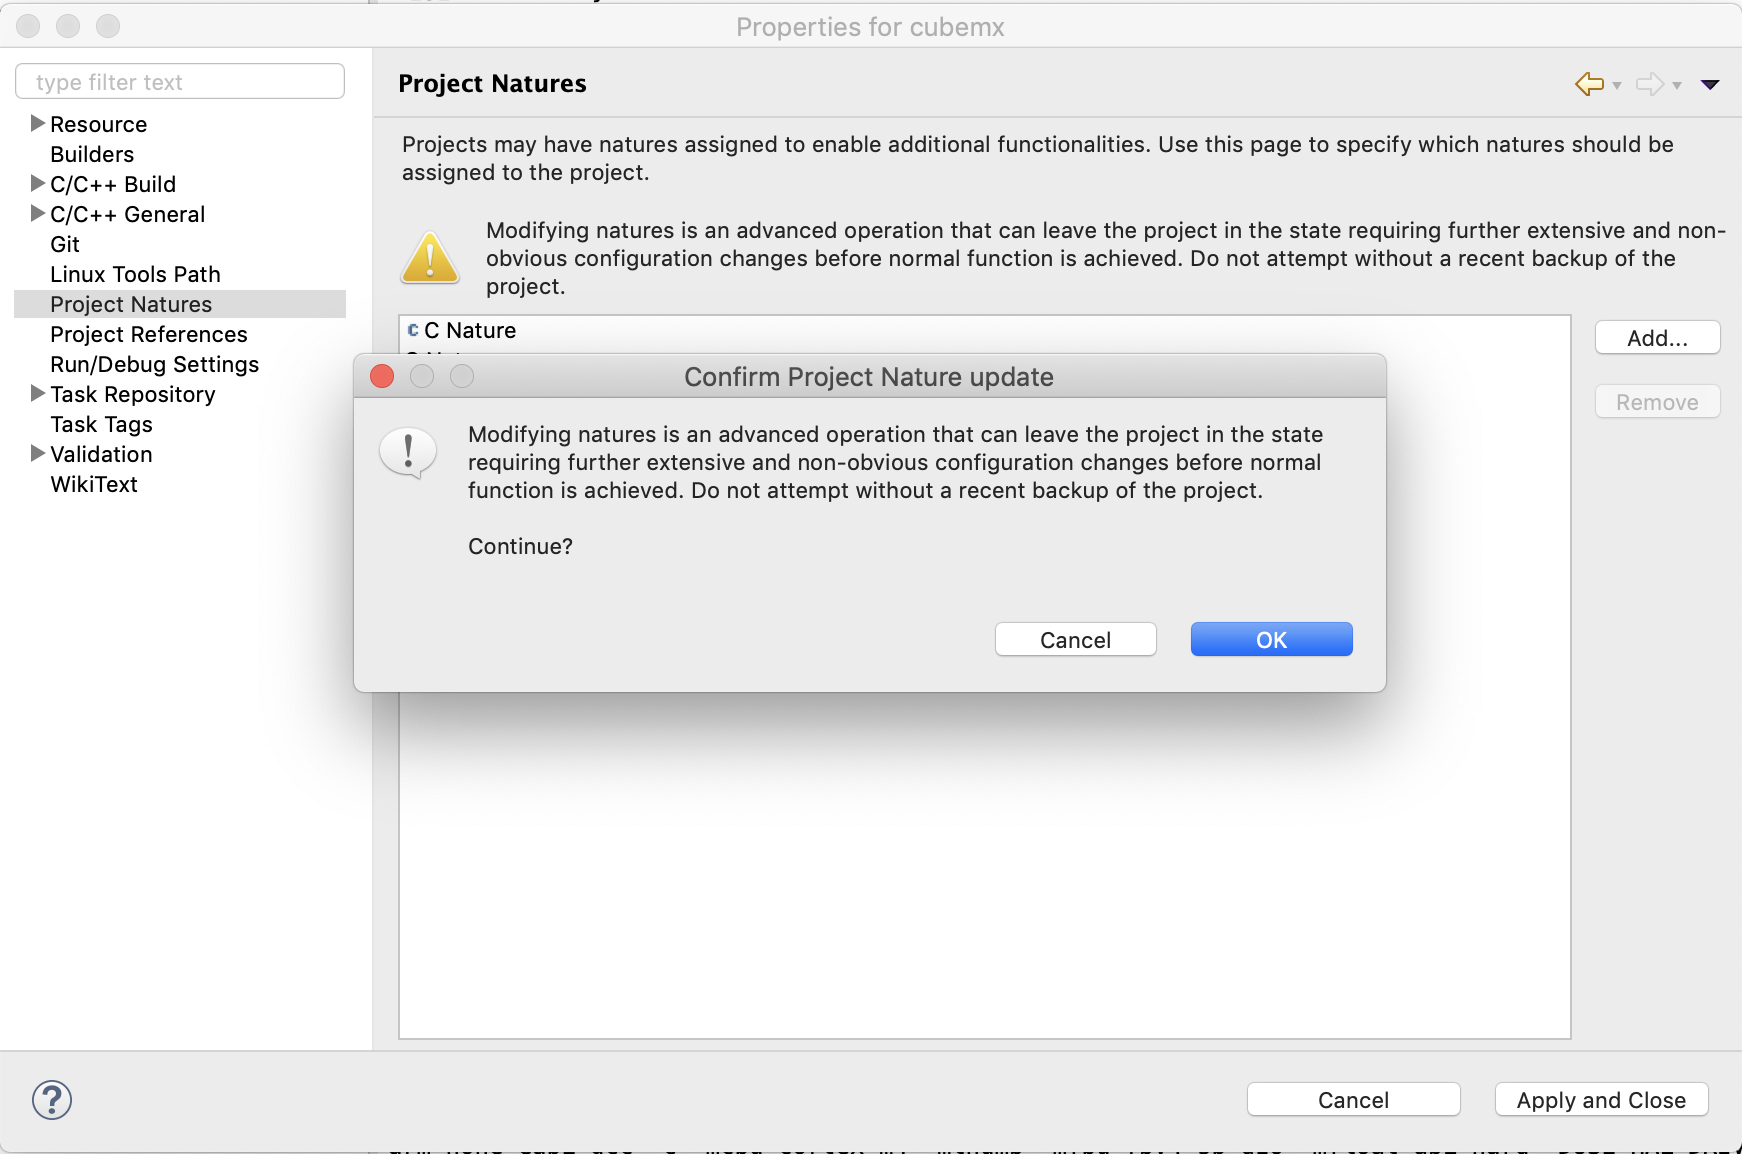 Properties for cubemx
type filter text
Resource
Builders
C/C++ Build
C/C++ General
Git
Linux Tools Path
Project Natures
Project References
Run/Debug Settings
Task Repository
Task Tags
Validation
WikiText
Project Natures
Projects may have natures assigned to enable additional functionalities. Use this page to specify which natures should be
assigned to the project.
Modifying natures is an advanced operation that can leave the project in the state requiring further extensive and non-
obvious configuration changes before normal function is achieved. Do not attempt without a recent backup of the
project.
C Nature
Add...
Remove
Confirm Project Nature update
Modifying natures is an advanced operation that can leave the project in the state
requiring further extensive and non-obvious configuration changes before normal
function is achieved. Do not attempt without a recent backup of the project.
Continue?
Cancel
OK
?
Cancel
Apply and Close